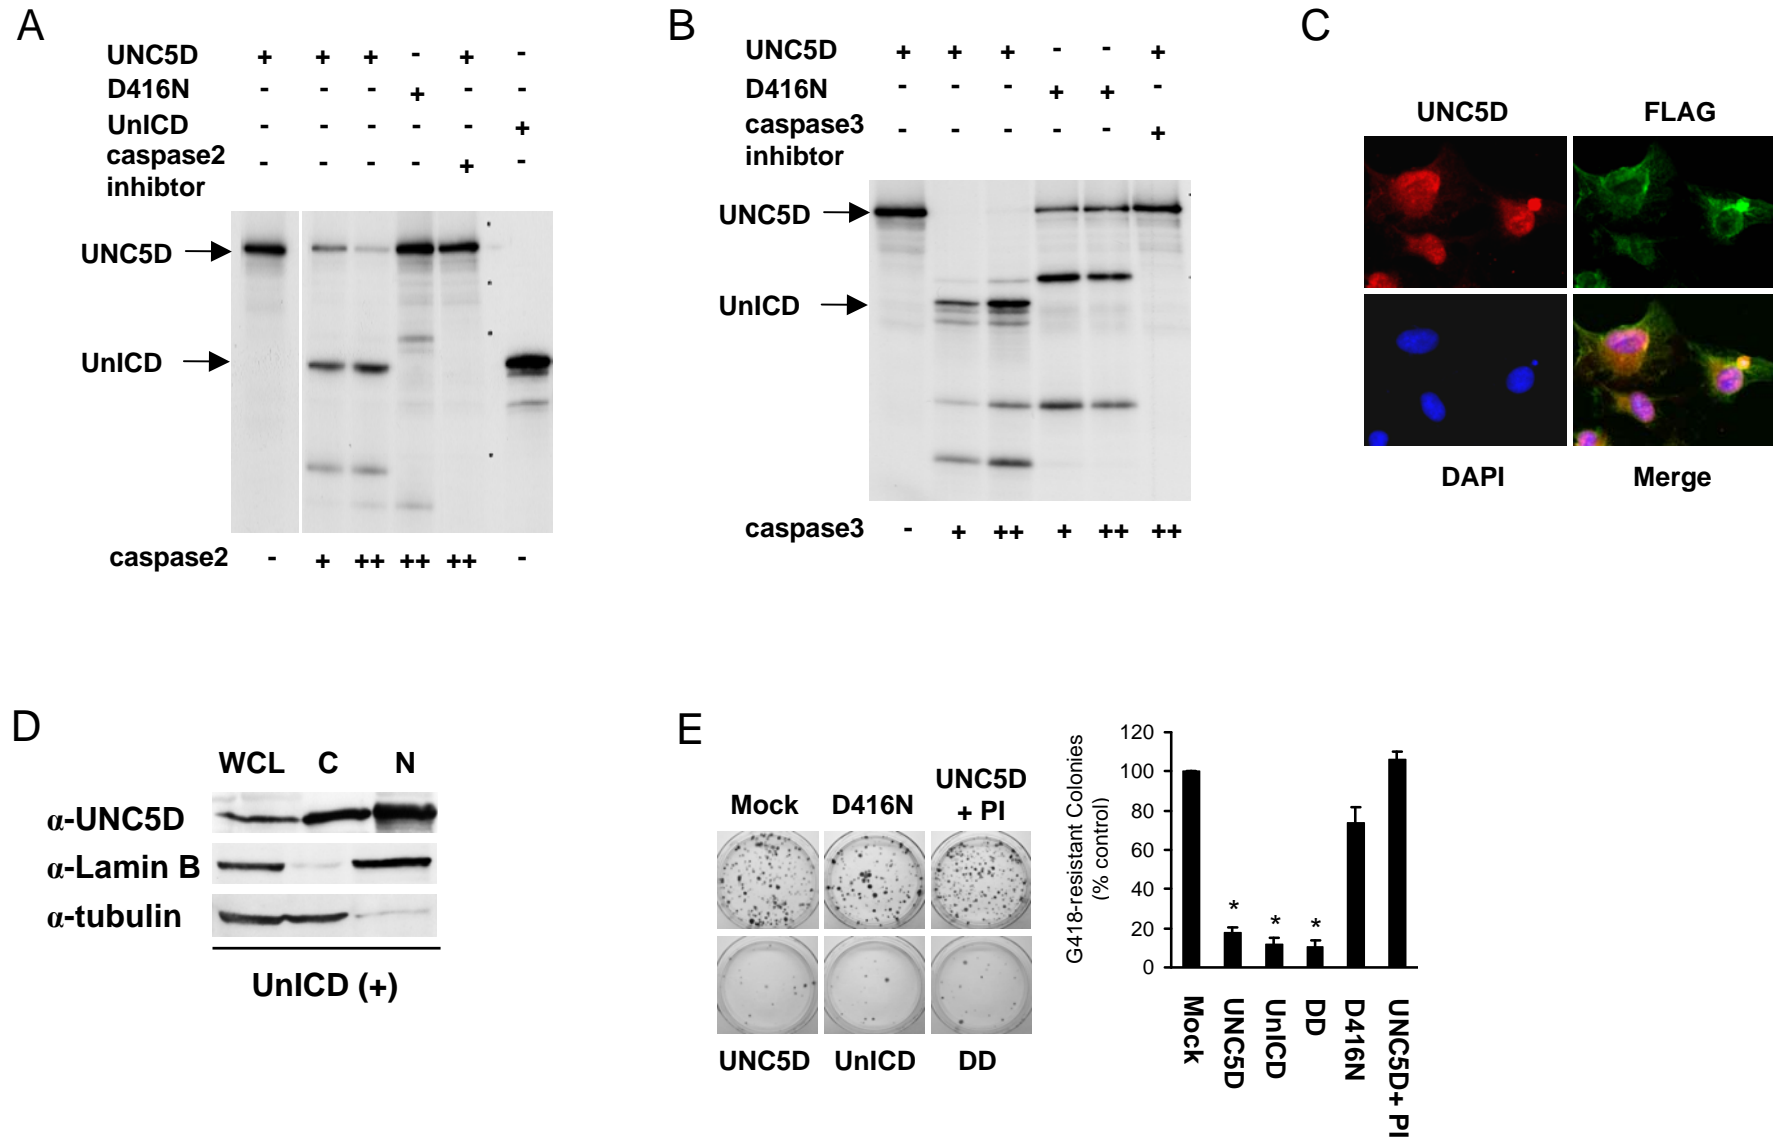 A
UNC5D + + + - + -
D416N - - - + - -
UnICD - - - - - +
caspase2
inhibtor - - - - + -
UNC5D
UnICD
caspase2 - + ++ ++ ++ -
B
UNC5D + + + - - +
D416N - - - + + -
caspase3
inhibtor - - - - - +
UNC5D
UnICD
caspase3 - + ++ + ++ ++
C
UNC5D FLAG
DAPI Merge
D
WCL C N
α-UNC5D
α-Lamin B
α-tubulin
UnICD (+)
E
Mock D416N UNC5D
+ PI
UNC5D UnICD DD
G418-resistant Colonies
(% control)
120
100
80
60
40
20
0
* * *
Mock
UNC5D
UnICD
DD
D416N
UNC5D+ PI